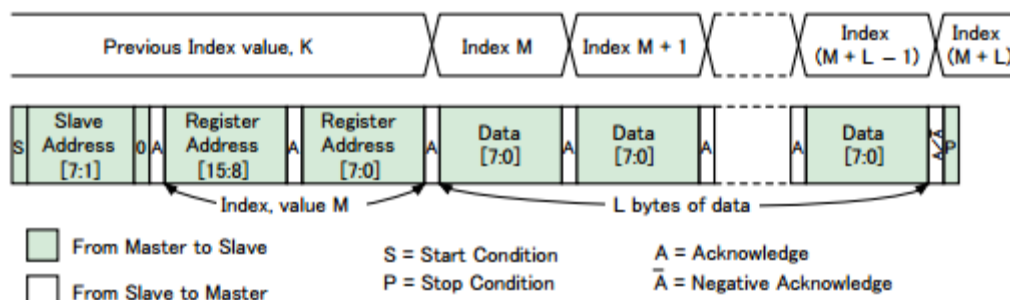 Previous Index value, K
Index M
Index M + 1
Index
(M + L − 1)
Index
(M + L)
S
Slave
Address
[7:1]
0
A
Register
Address
[15:8]
A
Register
Address
[7:0]
A
Data
[7:0]
A
Data
[7:0]
A
A
Data
[7:0]
A/A̅
P
Index, value M
L bytes of data
From Master to Slave
From Slave to Master
S = Start Condition
P = Stop Condition
A = Acknowledge
A̅ = Negative Acknowledge